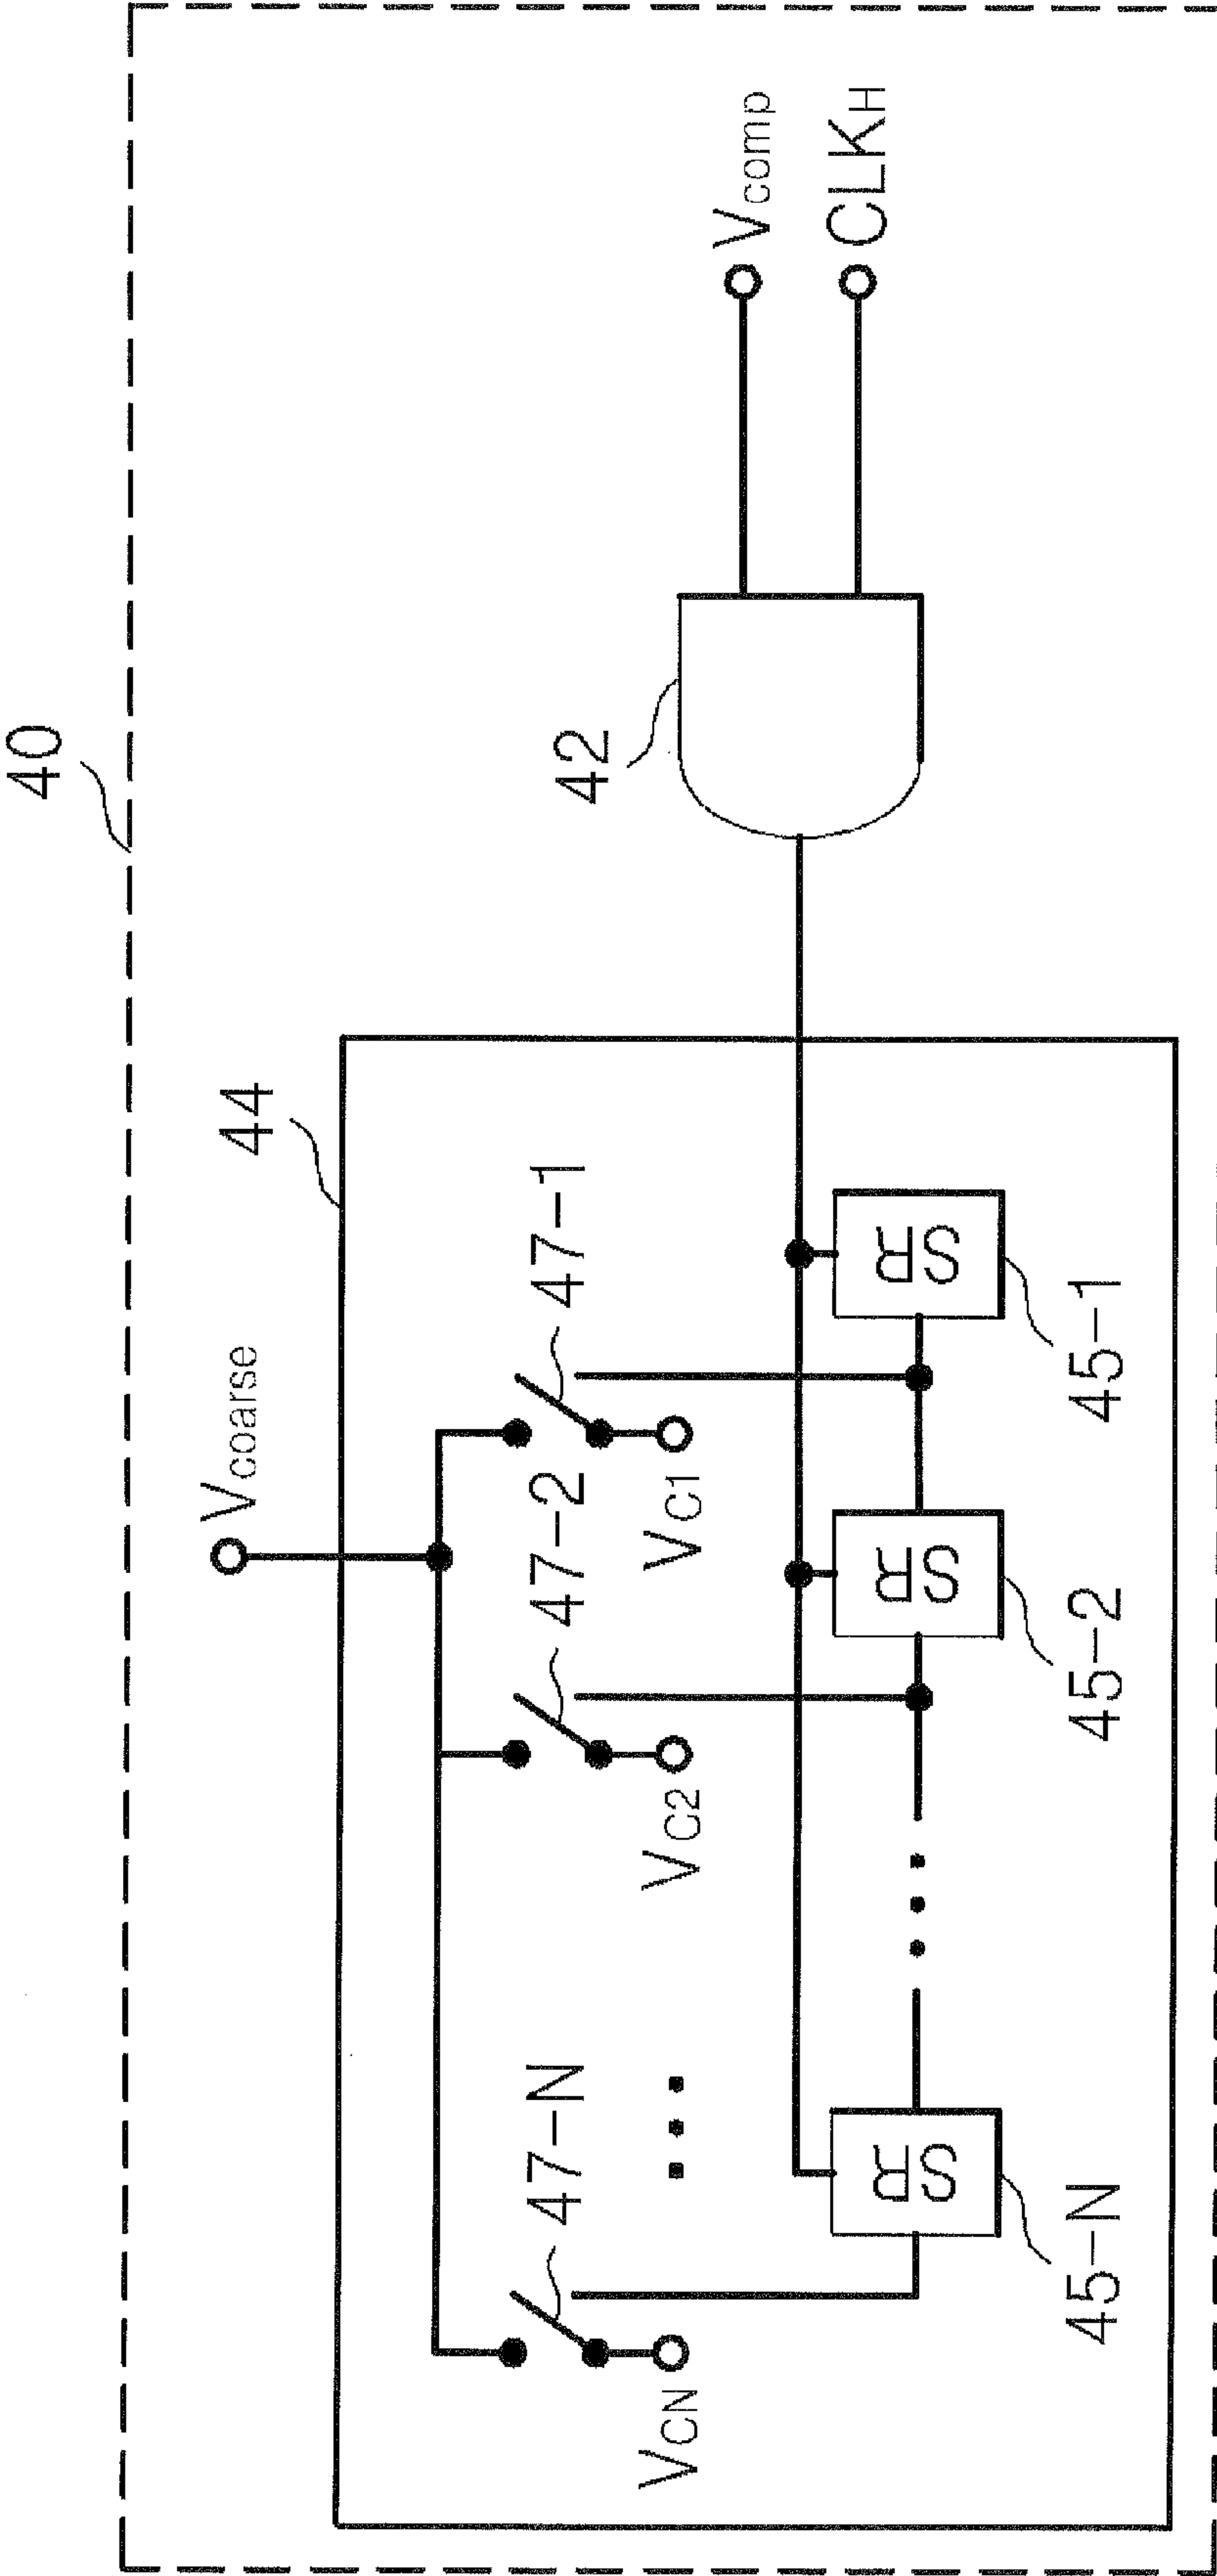 40
Vcomp
CLKH
42
44
Vcoarse
47-1
47-2
47-N
VC1
VC2
VCN
SR
SR
SR
45-1
45-2
45-N